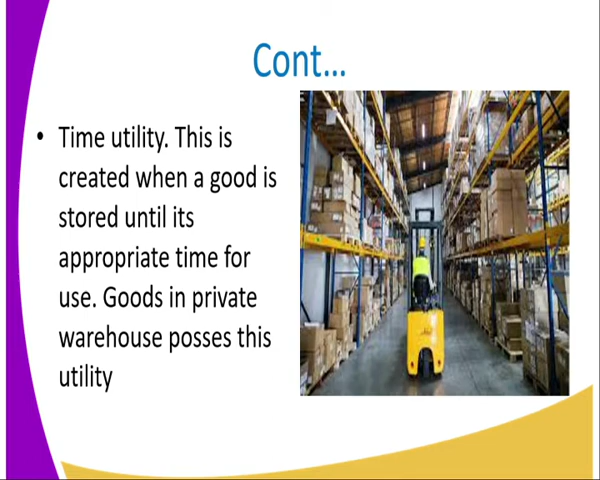 Cont...
• Time utility. This is
created when a good is
stored until its
appropriate time for
use. Goods in private
warehouse posses this
utility